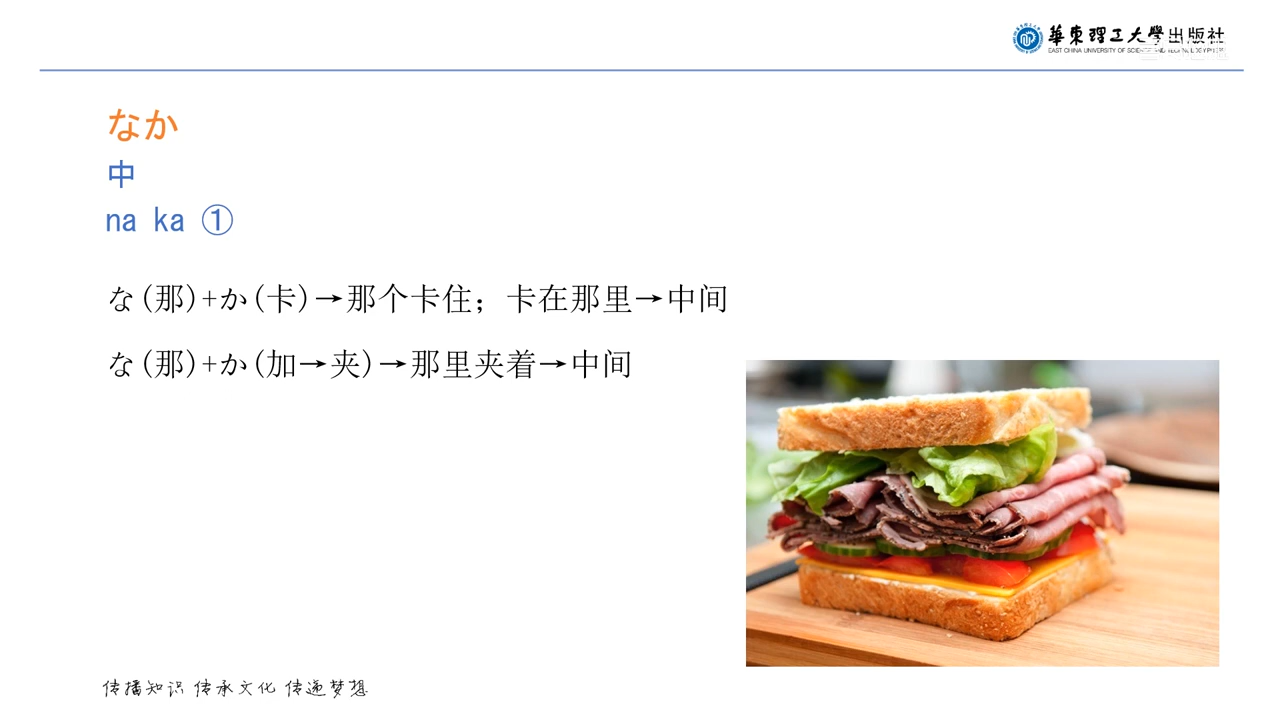 華東理工大學出版社
なか
中
na ka ①
な(那)+か(卡)→那个卡住；卡在那里→中间
な(那)+か(加→夹)→那里夹着→中间
传播知识 传承文化 传递梦想